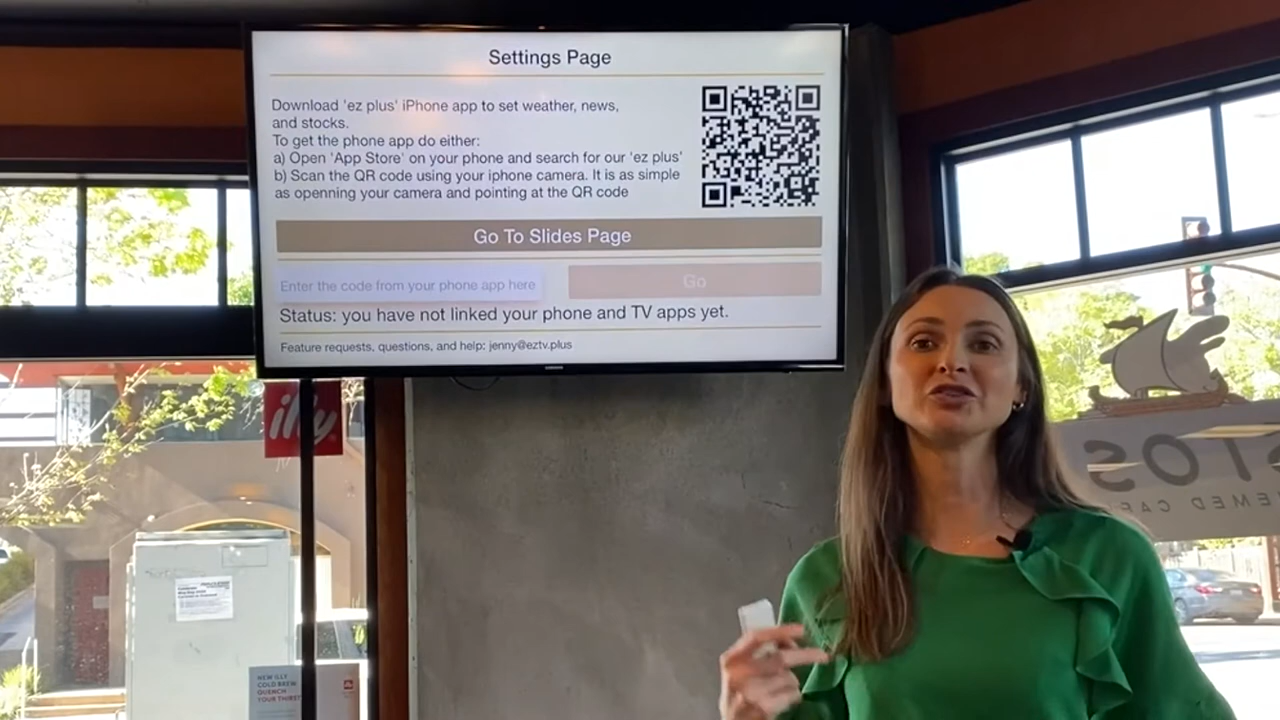 Settings Page
Download 'ez plus' iPhone app to set weather, news,
and stocks.
To get the phone app do either:
a) Open 'App Store' on your phone and search for our 'ez plus'
b) Scan the QR code using your iphone camera. It is as simple
as openning your camera and pointing at the QR code
Go To Slides Page
Enter the code from your phone app here
Go
Status: you have not linked your phone and TV apps yet.
Feature requests, questions, and help: jenny@eztv.plus
SAMSUNG
illy
NEW ILLY
COLD BREW
QUENCH
YOUR THIRST